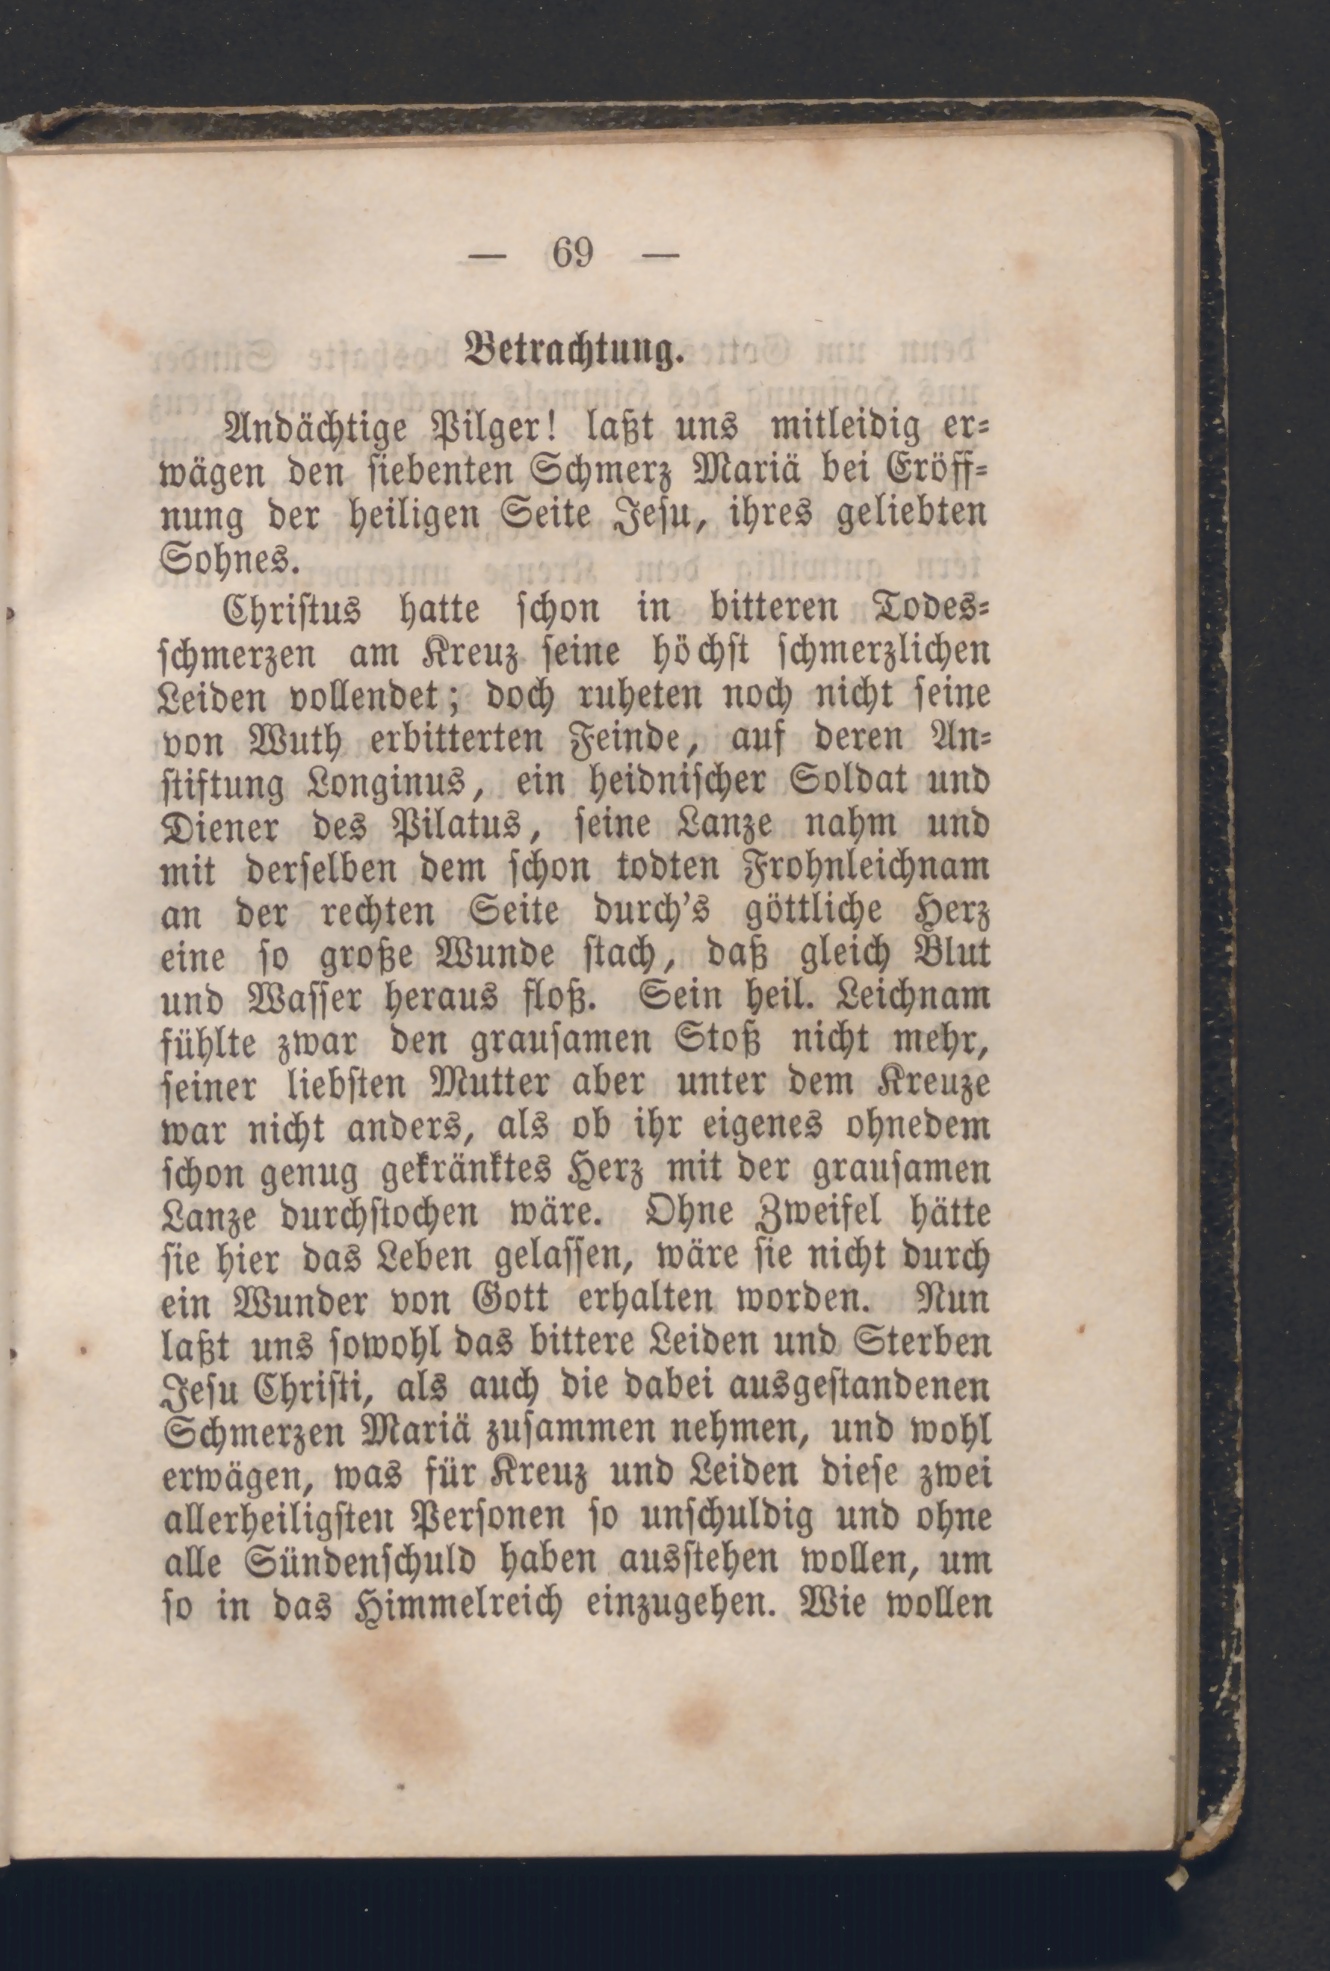 — 69 —
Betrachtung.
Andächtige Pilger! laßt uns mitleidig er-
wägen den siebenten Schmerz Mariä bei Eröff-
nung der heiligen Seite Jesu, ihres geliebten
Sohnes.
Christus hatte schon in bitteren Todes-
schmerzen am Kreuz seine höchst schmerzlichen
Leiden vollendet; doch ruheten noch nicht seine
von Wuth erbitterten Feinde, auf deren An-
stiftung Longinus, ein heidnischer Soldat und
Diener des Pilatus, seine Lanze nahm und
mit derselben dem schon todten Frohnleichnam
an der rechten Seite durch's göttliche Herz
eine so große Wunde stach, daß gleich Blut
und Wasser heraus floß. Sein heil. Leichnam
fühlte zwar den grausamen Stoß nicht mehr,
seiner liebsten Mutter aber unter dem Kreuze
war nicht anders, als ob ihr eigenes ohnedem
schon genug gekränktes Herz mit der grausamen
Lanze durchstochen wäre. Ohne Zweifel hätte
sie hier das Leben gelassen, wäre sie nicht durch
ein Wunder von Gott erhalten worden. Nun
laßt uns sowohl das bittere Leiden und Sterben
Jesu Christi, als auch die dabei ausgestandenen
Schmerzen Mariä zusammen nehmen, und wohl
erwägen, was für Kreuz und Leiden diese zwei
allerheiligsten Personen so unschuldig und ohne
alle Sündenschuld haben ausstehen wollen, um
so in das Himmelreich einzugehen. Wie wollen